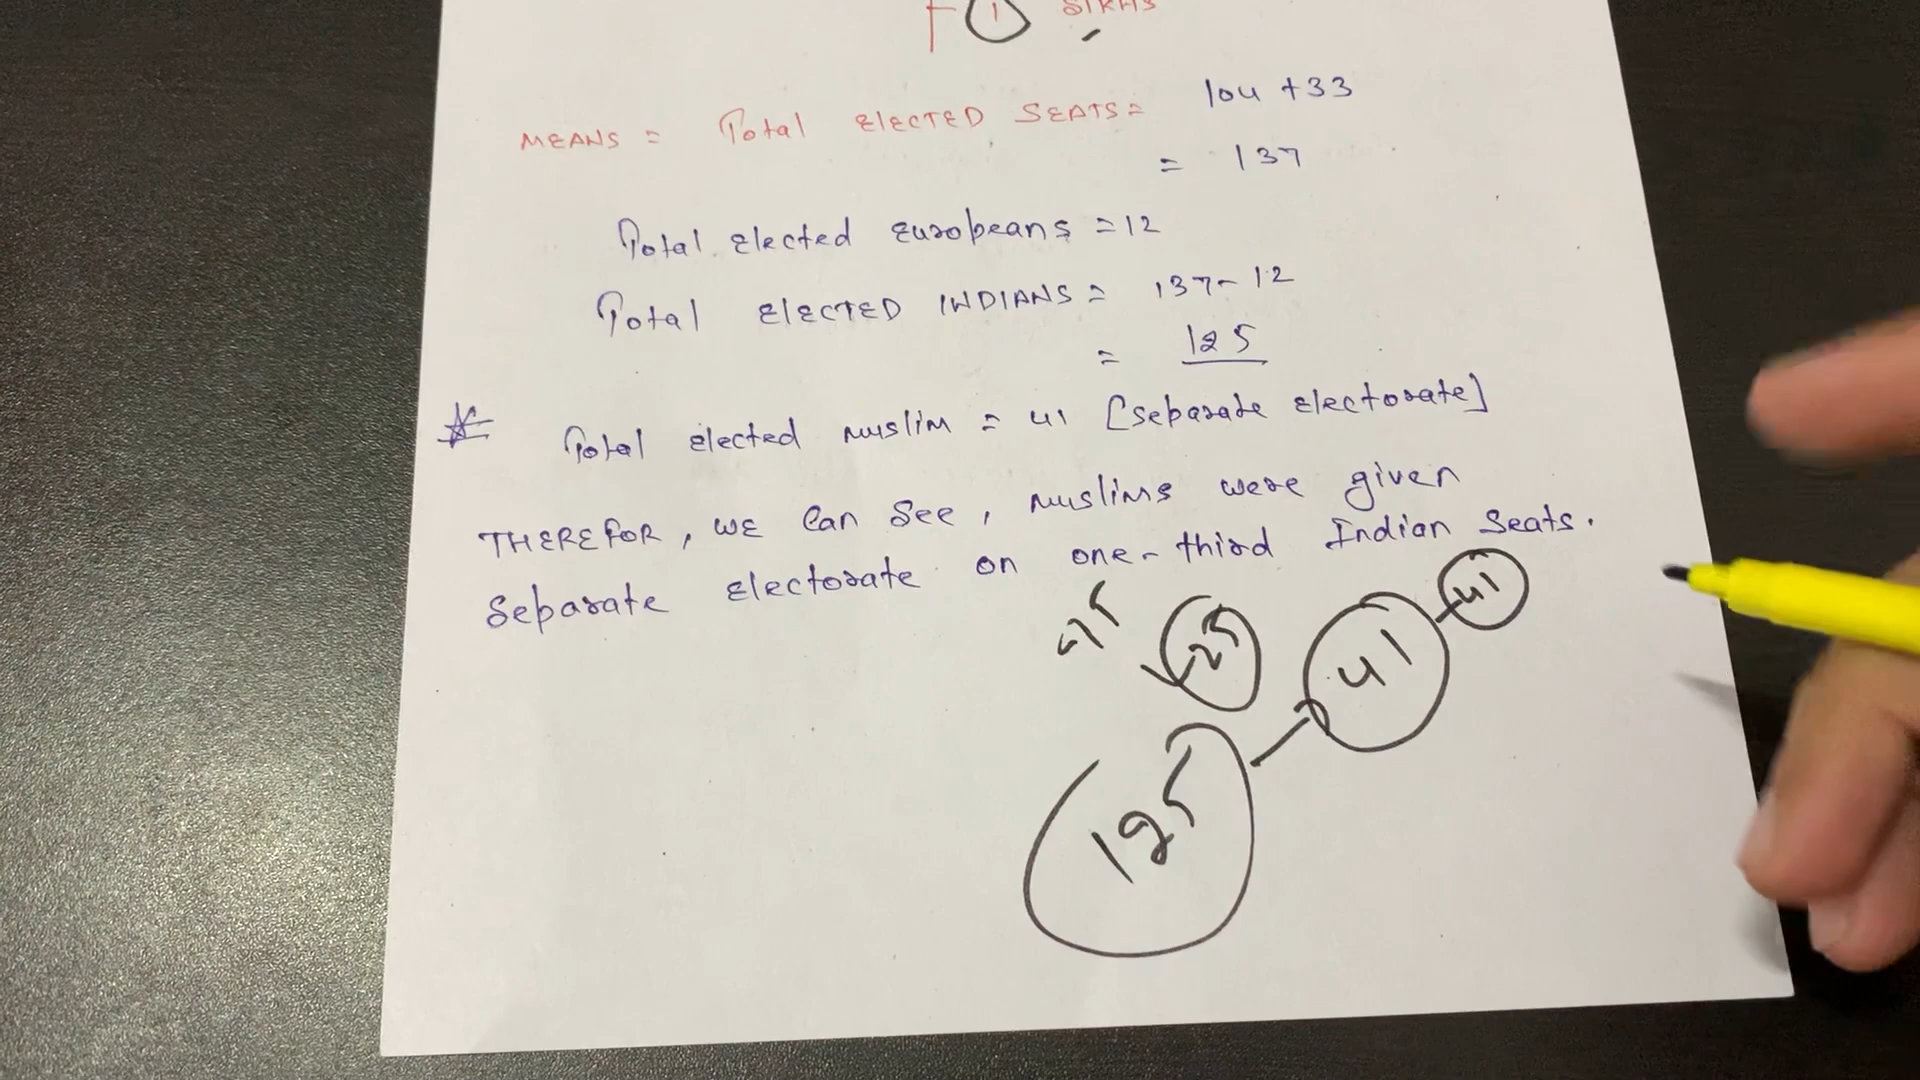 1 SIKHS
MEANS = Total ElECTED SEATS = 104 + 33
= 137
Total elected Europeans = 12
Total ElECTED INDIANS = 137 - 12
= 125
Total elected muslim = 41 [Separate Electorate]
THEREFOR, WE Can See, muslims were given
Separate Electorate on one-third Indian Seats.
25
41
41
125